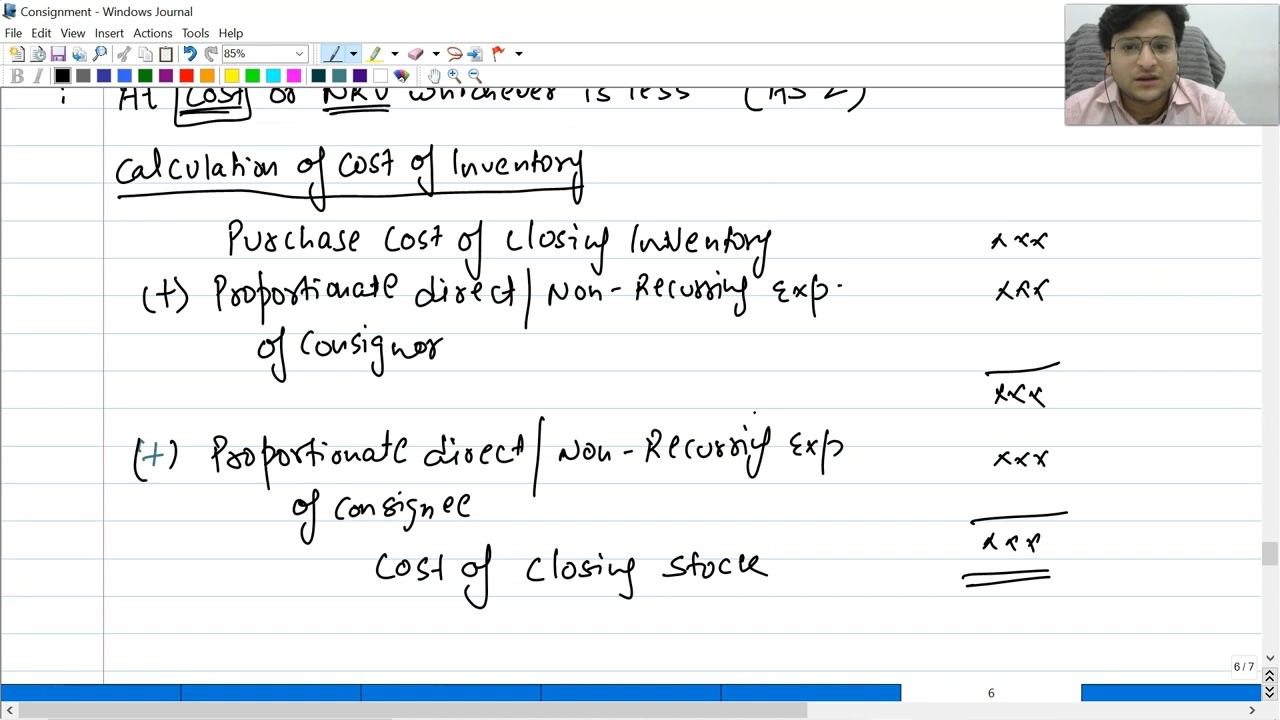 Consignment - Windows Journal
File Edit View Insert Actions Tools Help
85%
B I
: At Cost or NRV whichever is less (AS 2)
Calculation of Cost of Inventory
Purchase Cost of Closing Inventory xxx
(+) Proportionate direct / Non-Recurring Exp. xxx
of Consignor
xxx
(+) Proportionate direct / Non-Recurring Exp xxx
of Consignee
Cost of Closing Stock xxx
6 / 7
6